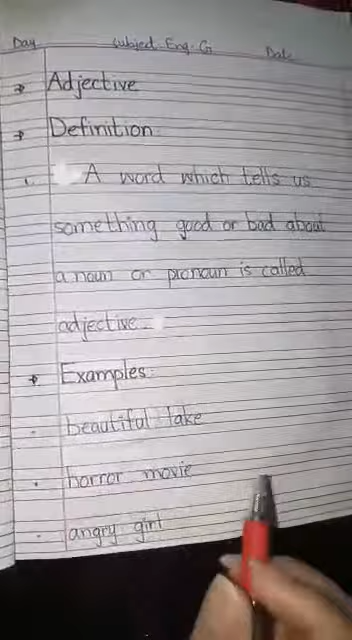 Day Subject Eng. G Date
→ Adjective
→ Definition
A word which tells us
something good or bad about
a noun or pronoun is called
adjective
→ Examples:
- beautiful lake
. horror movie
. angry girl